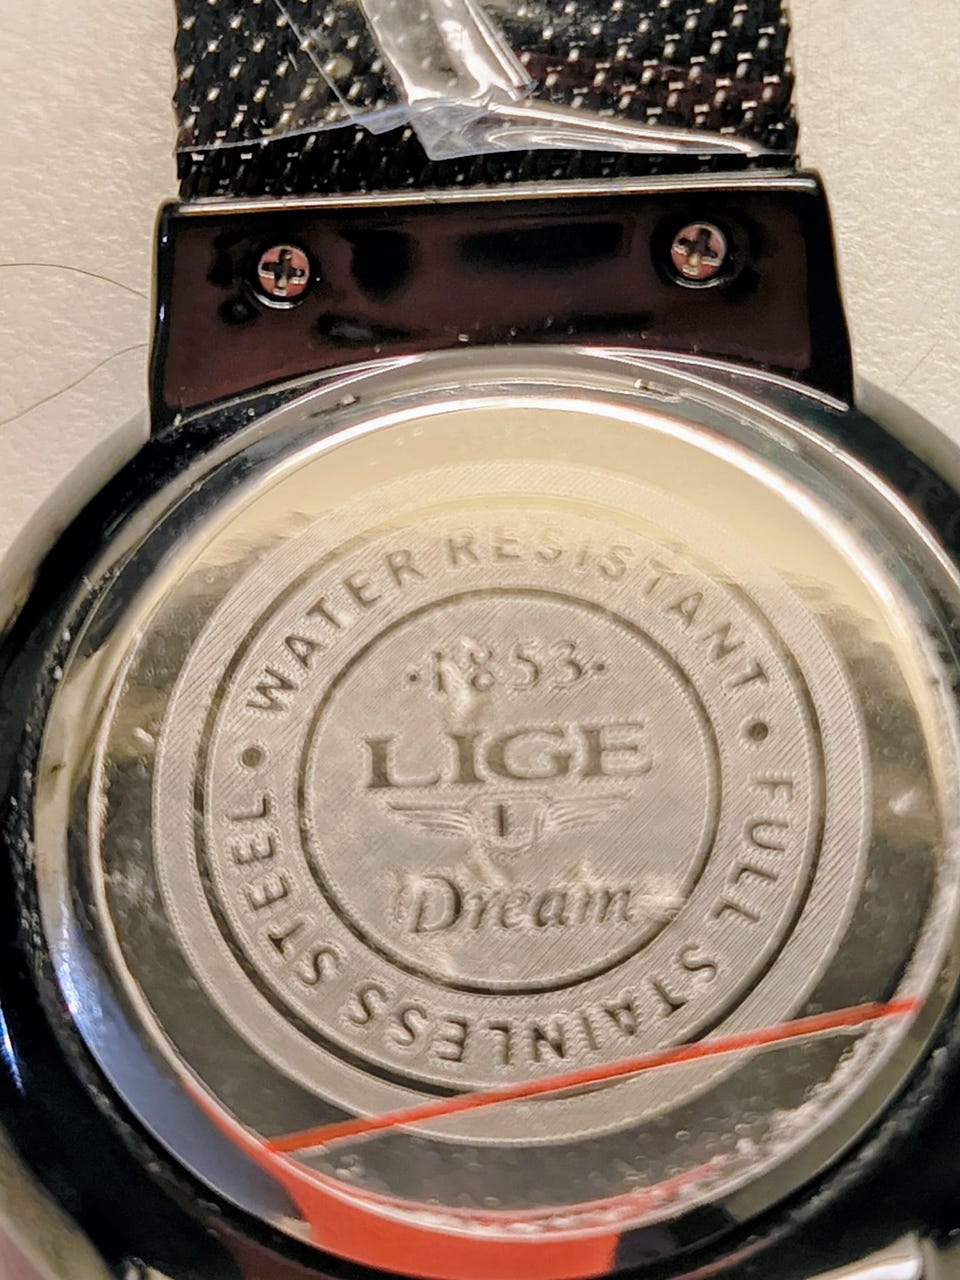 WATER RESISTANT
·1853·
LIGE
Dream
FULL STAINLESS STEEL